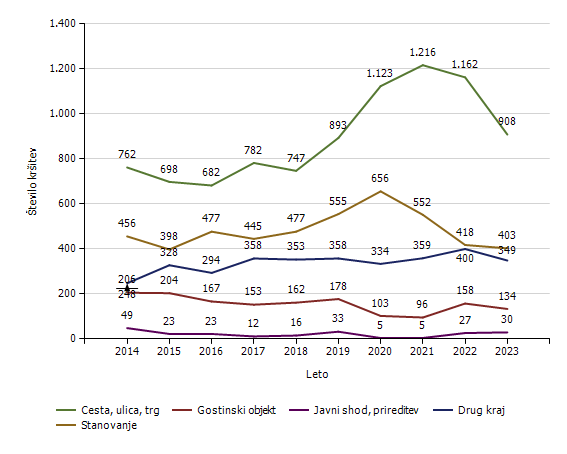 1.400
1.200
1.000
800
600
400
200
0
Število kršitev
762 698 682 782 747 893 1.123 1.216 1.162 908
456 398 477 445 477 555 656 552 418 403
248 328 294 358 353 358 334 359 400 349
206 204 167 153 162 178 103 96 158 134
49 23 23 12 16 33 5 5 27 30
2014 2015 2016 2017 2018 2019 2020 2021 2022 2023
Leto
Cesta, ulica, trg Gostinski objekt Javni shod, prireditev Drug kraj
Stanovanje